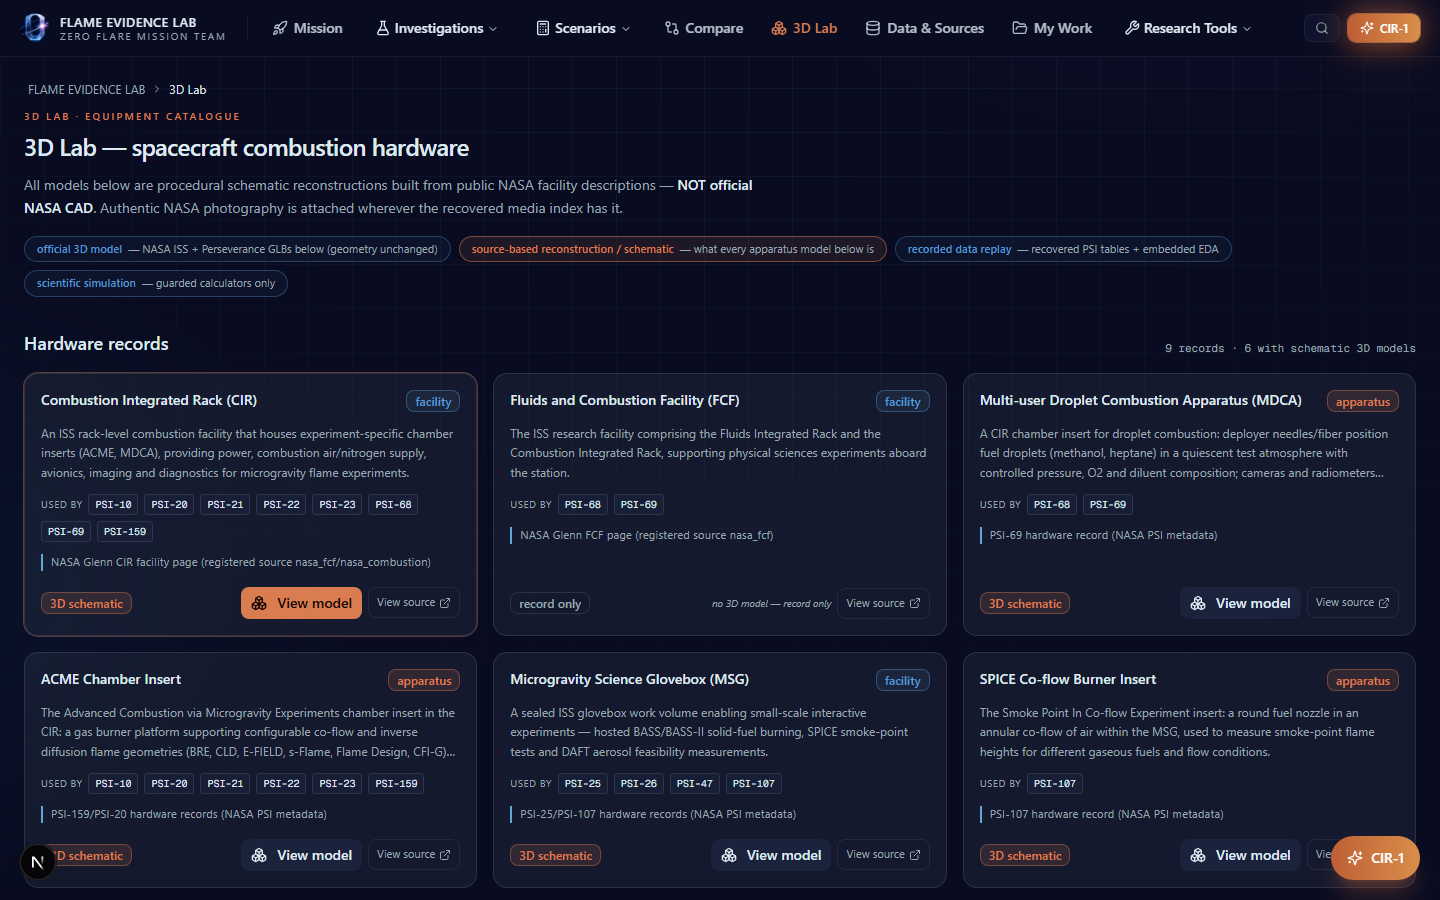 FLAME EVIDENCE LAB
ZERO FLARE MISSION TEAM
Mission
Investigations
Scenarios
Compare
3D Lab
Data & Sources
My Work
Research Tools
CIR-1
FLAME EVIDENCE LAB > 3D Lab
3D LAB · EQUIPMENT CATALOGUE
3D Lab — spacecraft combustion hardware
All models below are procedural schematic reconstructions built from public NASA facility descriptions — NOT official
NASA CAD. Authentic NASA photography is attached wherever the recovered media index has it.
official 3D model — NASA ISS + Perseverance GLBs below (geometry unchanged)
source-based reconstruction / schematic — what every apparatus model below is
recorded data replay — recovered PSI tables + embedded EDA
scientific simulation — guarded calculators only
Hardware records
9 records · 6 with schematic 3D models
Combustion Integrated Rack (CIR)
facility
An ISS rack-level combustion facility that houses experiment-specific chamber
inserts (ACME, MDCA), providing power, combustion air/nitrogen supply,
avionics, imaging and diagnostics for microgravity flame experiments.
USED BY PSI-10 PSI-20 PSI-21 PSI-22 PSI-23 PSI-68
PSI-69 PSI-159
NASA Glenn CIR facility page (registered source nasa_fcf/nasa_combustion)
3D schematic
View model
View source
Fluids and Combustion Facility (FCF)
facility
The ISS research facility comprising the Fluids Integrated Rack and the
Combustion Integrated Rack, supporting physical sciences experiments aboard
the station.
USED BY PSI-68 PSI-69
NASA Glenn FCF page (registered source nasa_fcf)
record only
no 3D model — record only
View source
Multi-user Droplet Combustion Apparatus (MDCA)
apparatus
A CIR chamber insert for droplet combustion: deployer needles/fiber position
fuel droplets (methanol, heptane) in a quiescent test atmosphere with
controlled pressure, O2 and diluent composition; cameras and radiometers...
USED BY PSI-68 PSI-69
PSI-69 hardware record (NASA PSI metadata)
3D schematic
View model
View source
ACME Chamber Insert
apparatus
The Advanced Combustion via Microgravity Experiments chamber insert in the
CIR: a gas burner platform supporting configurable co-flow and inverse
diffusion flame geometries (BRE, CLD, E-FIELD, s-Flame, Flame Design, CFI-G)...
USED BY PSI-10 PSI-20 PSI-21 PSI-22 PSI-23 PSI-159
PSI-159/PSI-20 hardware records (NASA PSI metadata)
N
D schematic
View model
View source
Microgravity Science Glovebox (MSG)
facility
A sealed ISS glovebox work volume enabling small-scale interactive
experiments — hosted BASS/BASS-II solid-fuel burning, SPICE smoke-point
tests and DAFT aerosol feasibility measurements.
USED BY PSI-25 PSI-26 PSI-47 PSI-107
PSI-25/PSI-107 hardware records (NASA PSI metadata)
3D schematic
View model
View source
SPICE Co-flow Burner Insert
apparatus
The Smoke Point In Co-flow Experiment insert: a round fuel nozzle in an
annular co-flow of air within the MSG, used to measure smoke-point flame
heights for different gaseous fuels and flow conditions.
USED BY PSI-107
PSI-107 hardware record (NASA PSI metadata)
3D schematic
View model
Vie
CIR-1